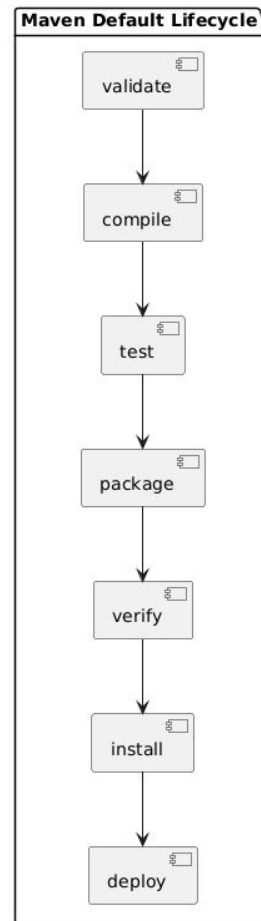 Maven Default Lifecycle
validate
compile
test
package
verify
install
deploy